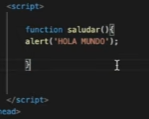 <script>
function saludar(){
alert('HOLA MUNDO');
}
</script>
head>